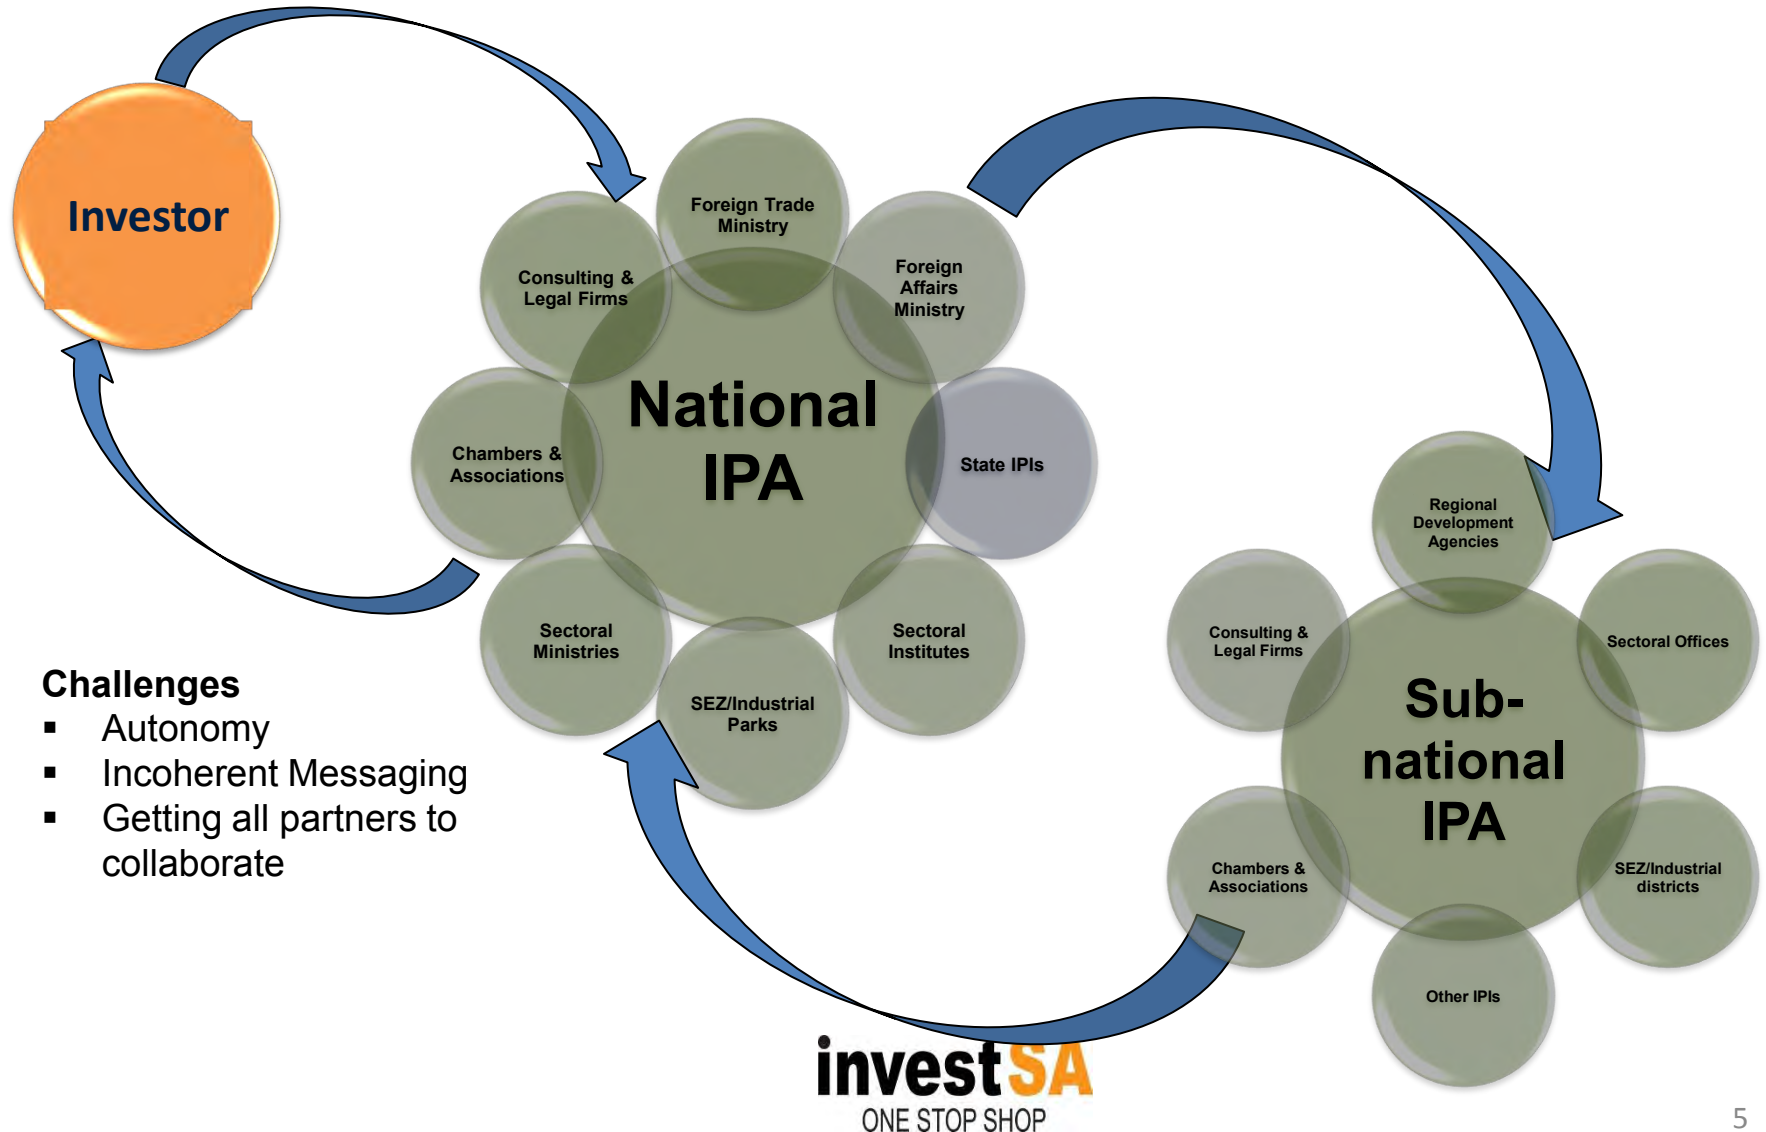 Investor
Foreign Trade
Ministry
Consulting &
Legal Firms
Foreign
Affairs
Ministry
National
IPA
Chambers &
Associations
State IPIs
Sectoral
Ministries
Sectoral
Institutes
SEZ/Industrial
Parks
Regional
Development
Agencies
Consulting &
Legal Firms
Sectoral Offices
Sub-
national
IPA
Chambers &
Associations
SEZ/Industrial
districts
Other IPIs
Challenges
▪ Autonomy
▪ Incoherent Messaging
▪ Getting all partners to
collaborate
investSA
ONE STOP SHOP
5